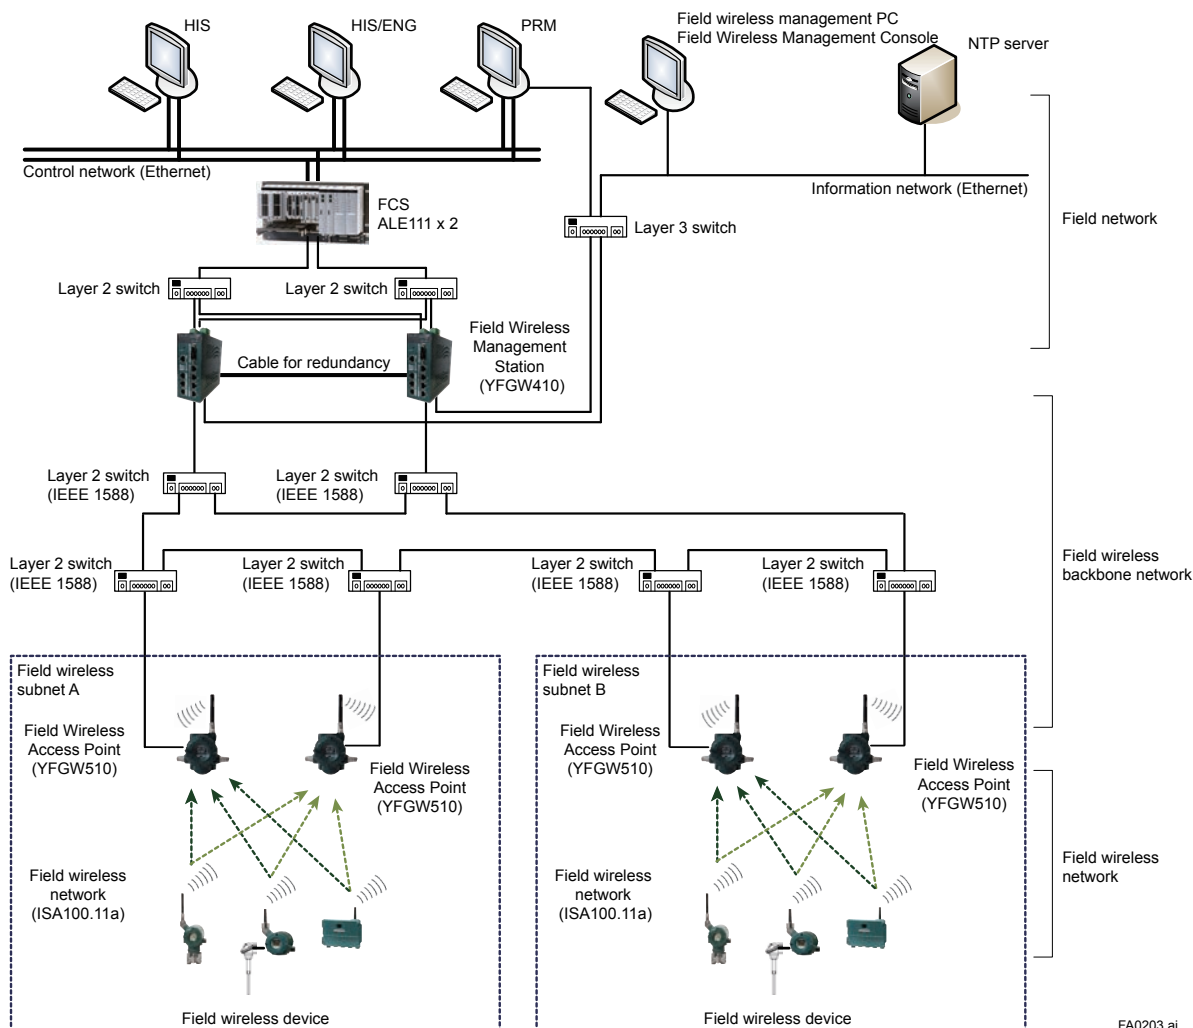 HIS
HIS/ENG
PRM
Field wireless management PC
Field Wireless Management Console
NTP server
Control network (Ethernet)
Information network (Ethernet)
FCS
ALE111 x 2
Layer 3 switch
Field network
Layer 2 switch
Layer 2 switch
Field Wireless
Management
Station
(YFGW410)
Cable for redundancy
Layer 2 switch
(IEEE 1588)
Layer 2 switch
(IEEE 1588)
Layer 2 switch
(IEEE 1588)
Layer 2 switch
(IEEE 1588)
Layer 2 switch
(IEEE 1588)
Layer 2 switch
(IEEE 1588)
Field wireless
backbone network
Field wireless
subnet A
Field Wireless
Access Point
(YFGW510)
Field Wireless
Access Point
(YFGW510)
Field wireless
network
(ISA100.11a)
Field wireless device
Field wireless
subnet B
Field Wireless
Access Point
(YFGW510)
Field Wireless
Access Point
(YFGW510)
Field wireless
network
(ISA100.11a)
Field wireless device
Field wireless
network
FA0203.ai